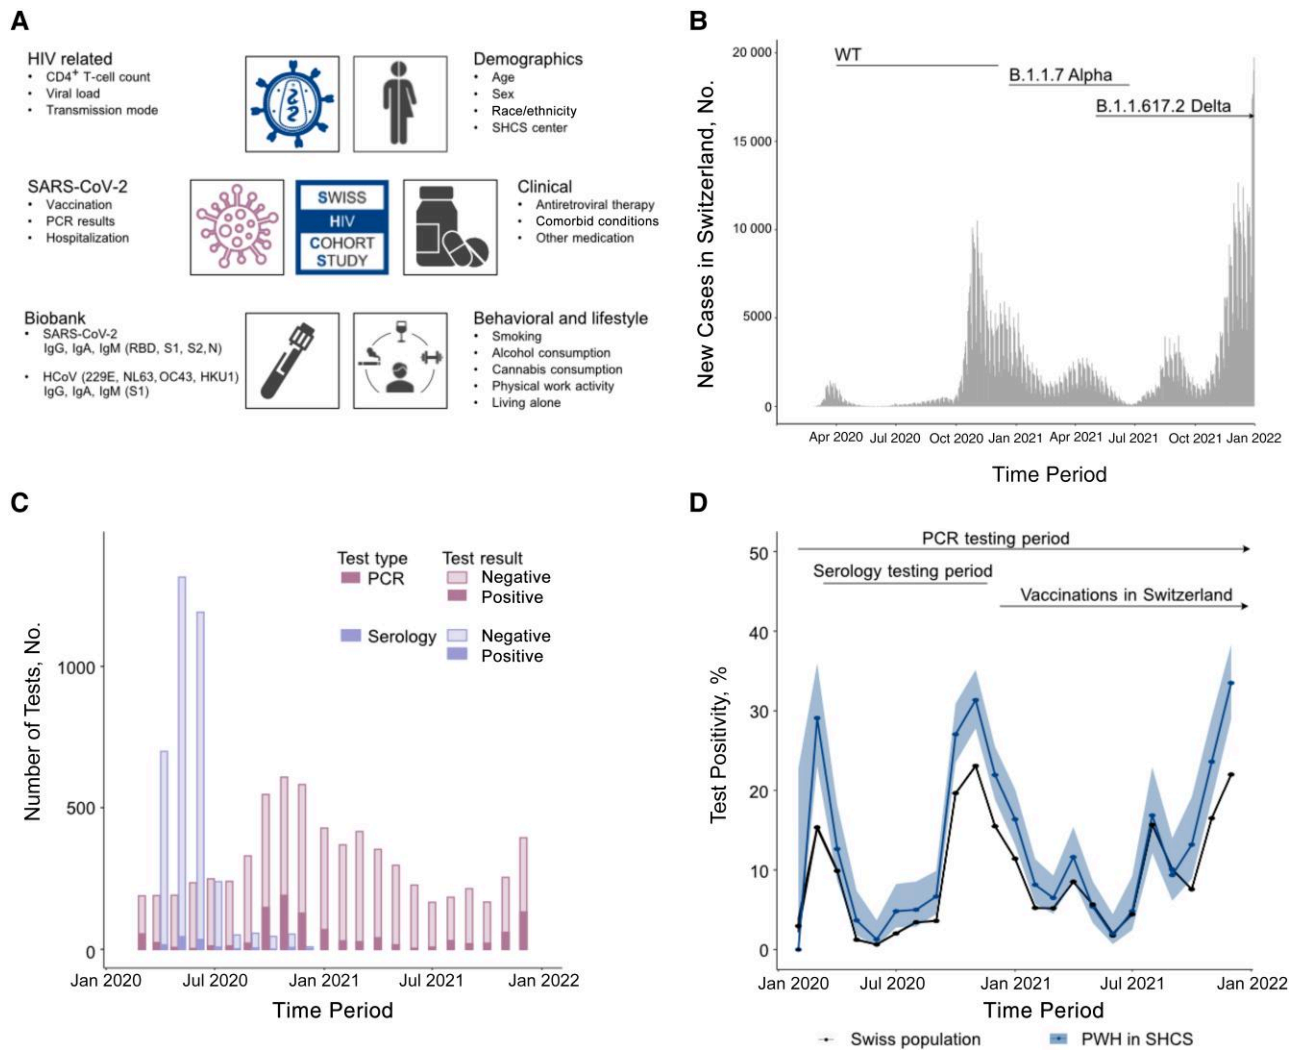 A
HIV related
• CD4+ T-cell count
• Viral load
• Transmission mode
Demographics
• Age
• Sex
• Race/ethnicity
• SHCS center
SARS-CoV-2
• Vaccination
• PCR results
• Hospitalization
SWISS
HIV
COHORT
STUDY
Clinical
• Antiretroviral therapy
• Comorbid conditions
• Other medication
Biobank
• SARS-CoV-2
IgG, IgA, IgM (RBD, S1, S2, N)
• HCoV (229E, NL63, OC43, HKU1)
IgG, IgA, IgM (S1)
Behavioral and lifestyle
• Smoking
• Alcohol consumption
• Cannabis consumption
• Physical work activity
• Living alone
B
New Cases in Switzerland, No.
20 000
15 000
10 000
5000
0
WT
B.1.1.7 Alpha
B.1.1.617.2 Delta
Apr 2020 Jul 2020 Oct 2020 Jan 2021 Apr 2021 Jul 2021 Oct 2021 Jan 2022
Time Period
C
Number of Tests, No.
1000
500
0
Test type
PCR
Serology
Test result
Negative
Positive
Negative
Positive
Jan 2020 Jul 2020 Jan 2021 Jul 2021 Jan 2022
Time Period
D
Test Positivity, %
50
40
30
20
10
0
PCR testing period
Serology testing period
Vaccinations in Switzerland
Jan 2020 Jul 2020 Jan 2021 Jul 2021 Jan 2022
Time Period
Swiss population PWH in SHCS